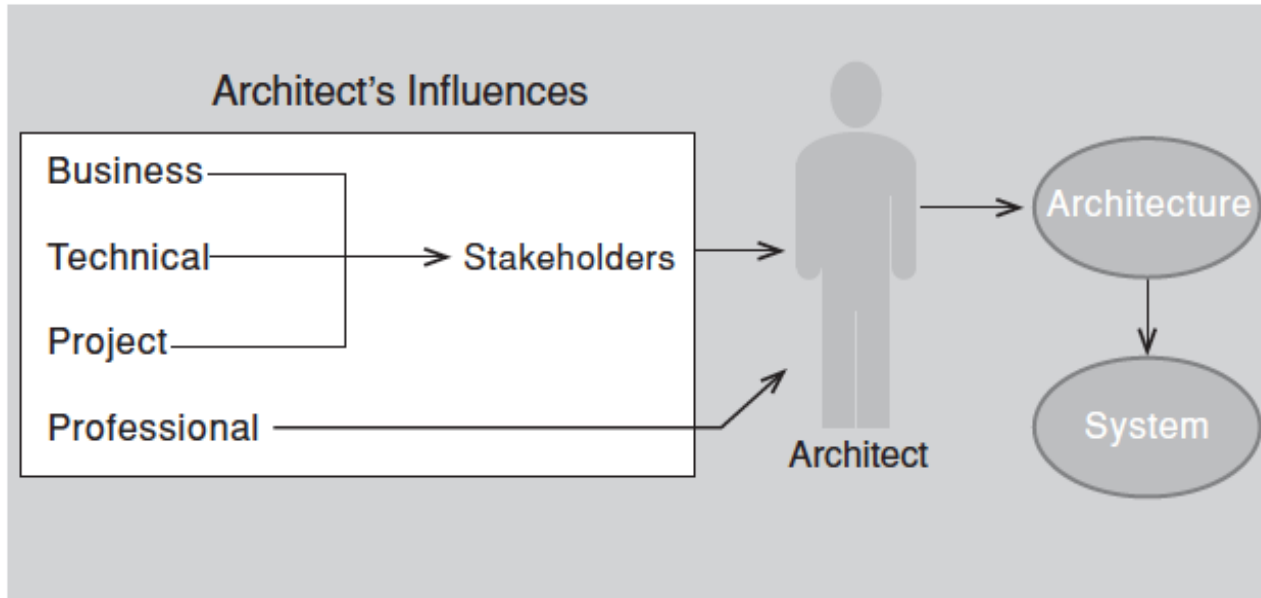 Architect's Influences
Business
Technical
Stakeholders
Project
Professional
Architect
Architecture
System